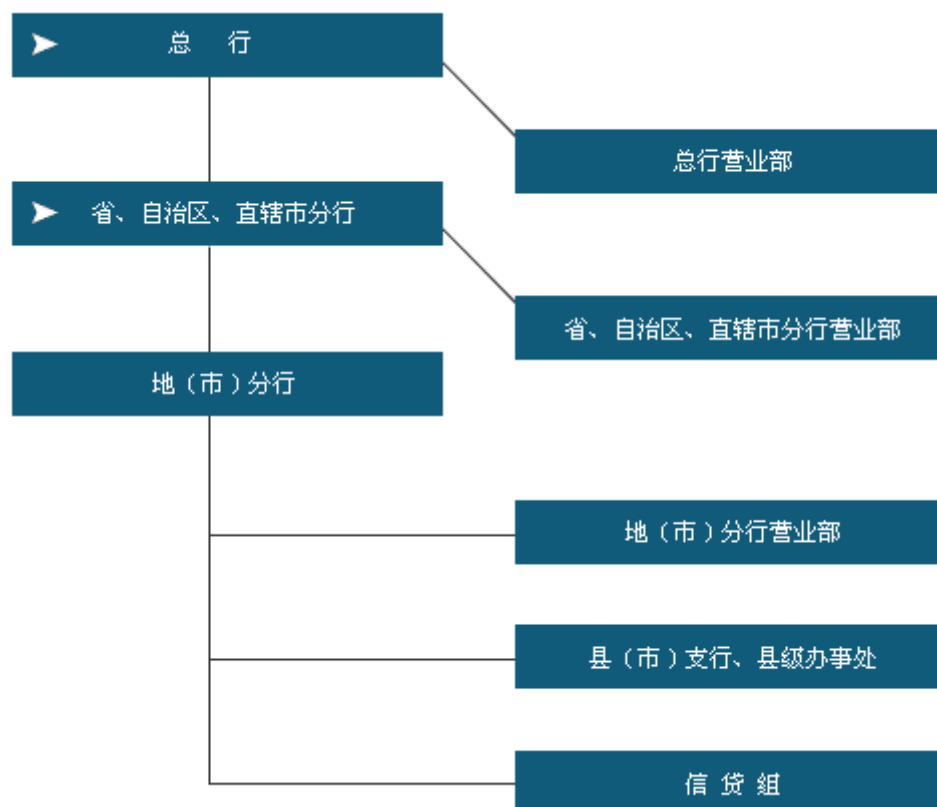 总 行
总行营业部
省、自治区、直辖市分行
省、自治区、直辖市分行营业部
地（市）分行
地（市）分行营业部
县（市）支行、县级办事处
信 贷 组